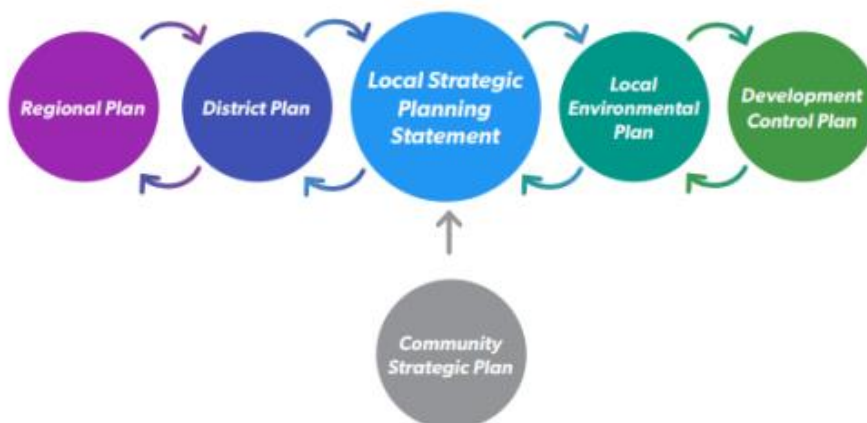 Regional Plan
District Plan
Local Strategic
Planning
Statement
Local
Environmental
Plan
Development
Control Plan
Community
Strategic Plan